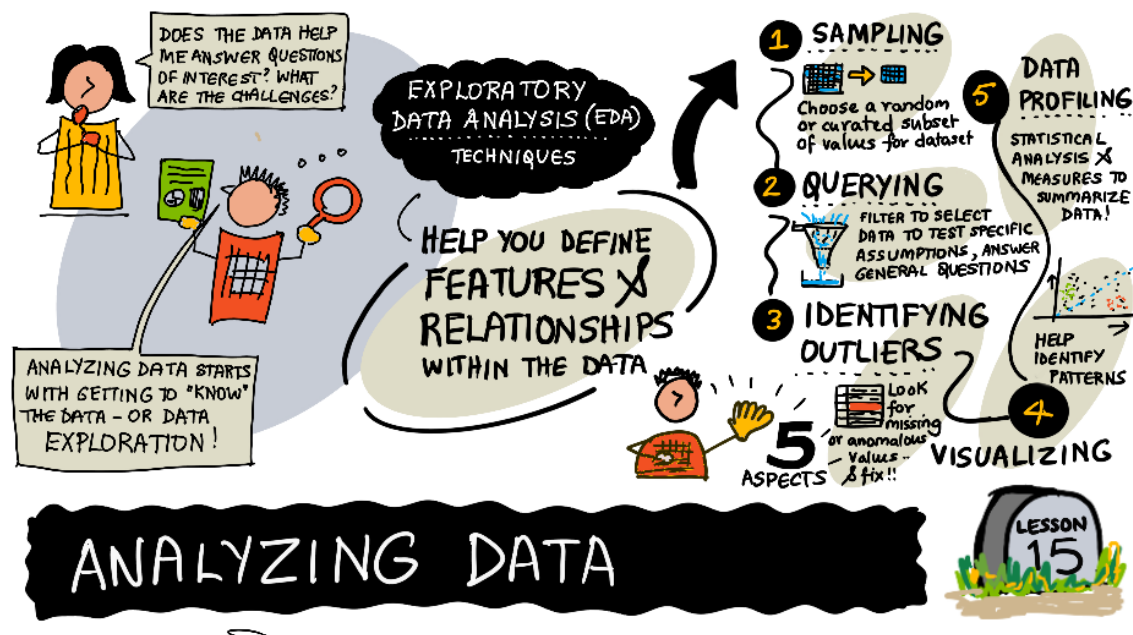 DOES THE DATA HELP
ME ANSWER QUESTIONS
OF INTEREST? WHAT
ARE THE CHALLENGES?
ANALYZING DATA STARTS
WITH GETTING TO "KNOW"
THE DATA - OR DATA
EXPLORATION!
EXPLORATORY
DATA ANALYSIS (EDA)
TECHNIQUES
HELP YOU DEFINE
FEATURES &
RELATIONSHIPS
WITHIN THE DATA
5
ASPECTS
1 SAMPLING
Choose a random
or curated subset
of values for dataset
2 QUERYING
FILTER TO SELECT
DATA TO TEST SPECIFIC
ASSUMPTIONS, ANSWER
GENERAL QUESTIONS
3 IDENTIFYING
OUTLIERS
Look
for
missing
or anomalous
values -
& fix!!
4
VISUALIZING
HELP
IDENTIFY
PATTERNS
5 DATA
PROFILING
STATISTICAL
ANALYSIS &
MEASURES TO
SUMMARIZE
DATA!
ANALYZING DATA
LESSON
15